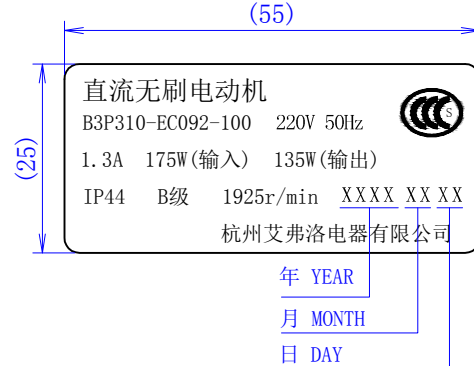 (55)
(25)
直流无刷电动机
B3P310-EC092-100 220V 50Hz
CCC S
1.3A 175W(输入) 135W(输出)
IP44 B级 1925r/min XXXX XX XX
杭州艾弗洛电器有限公司
年 YEAR
月 MONTH
日 DAY